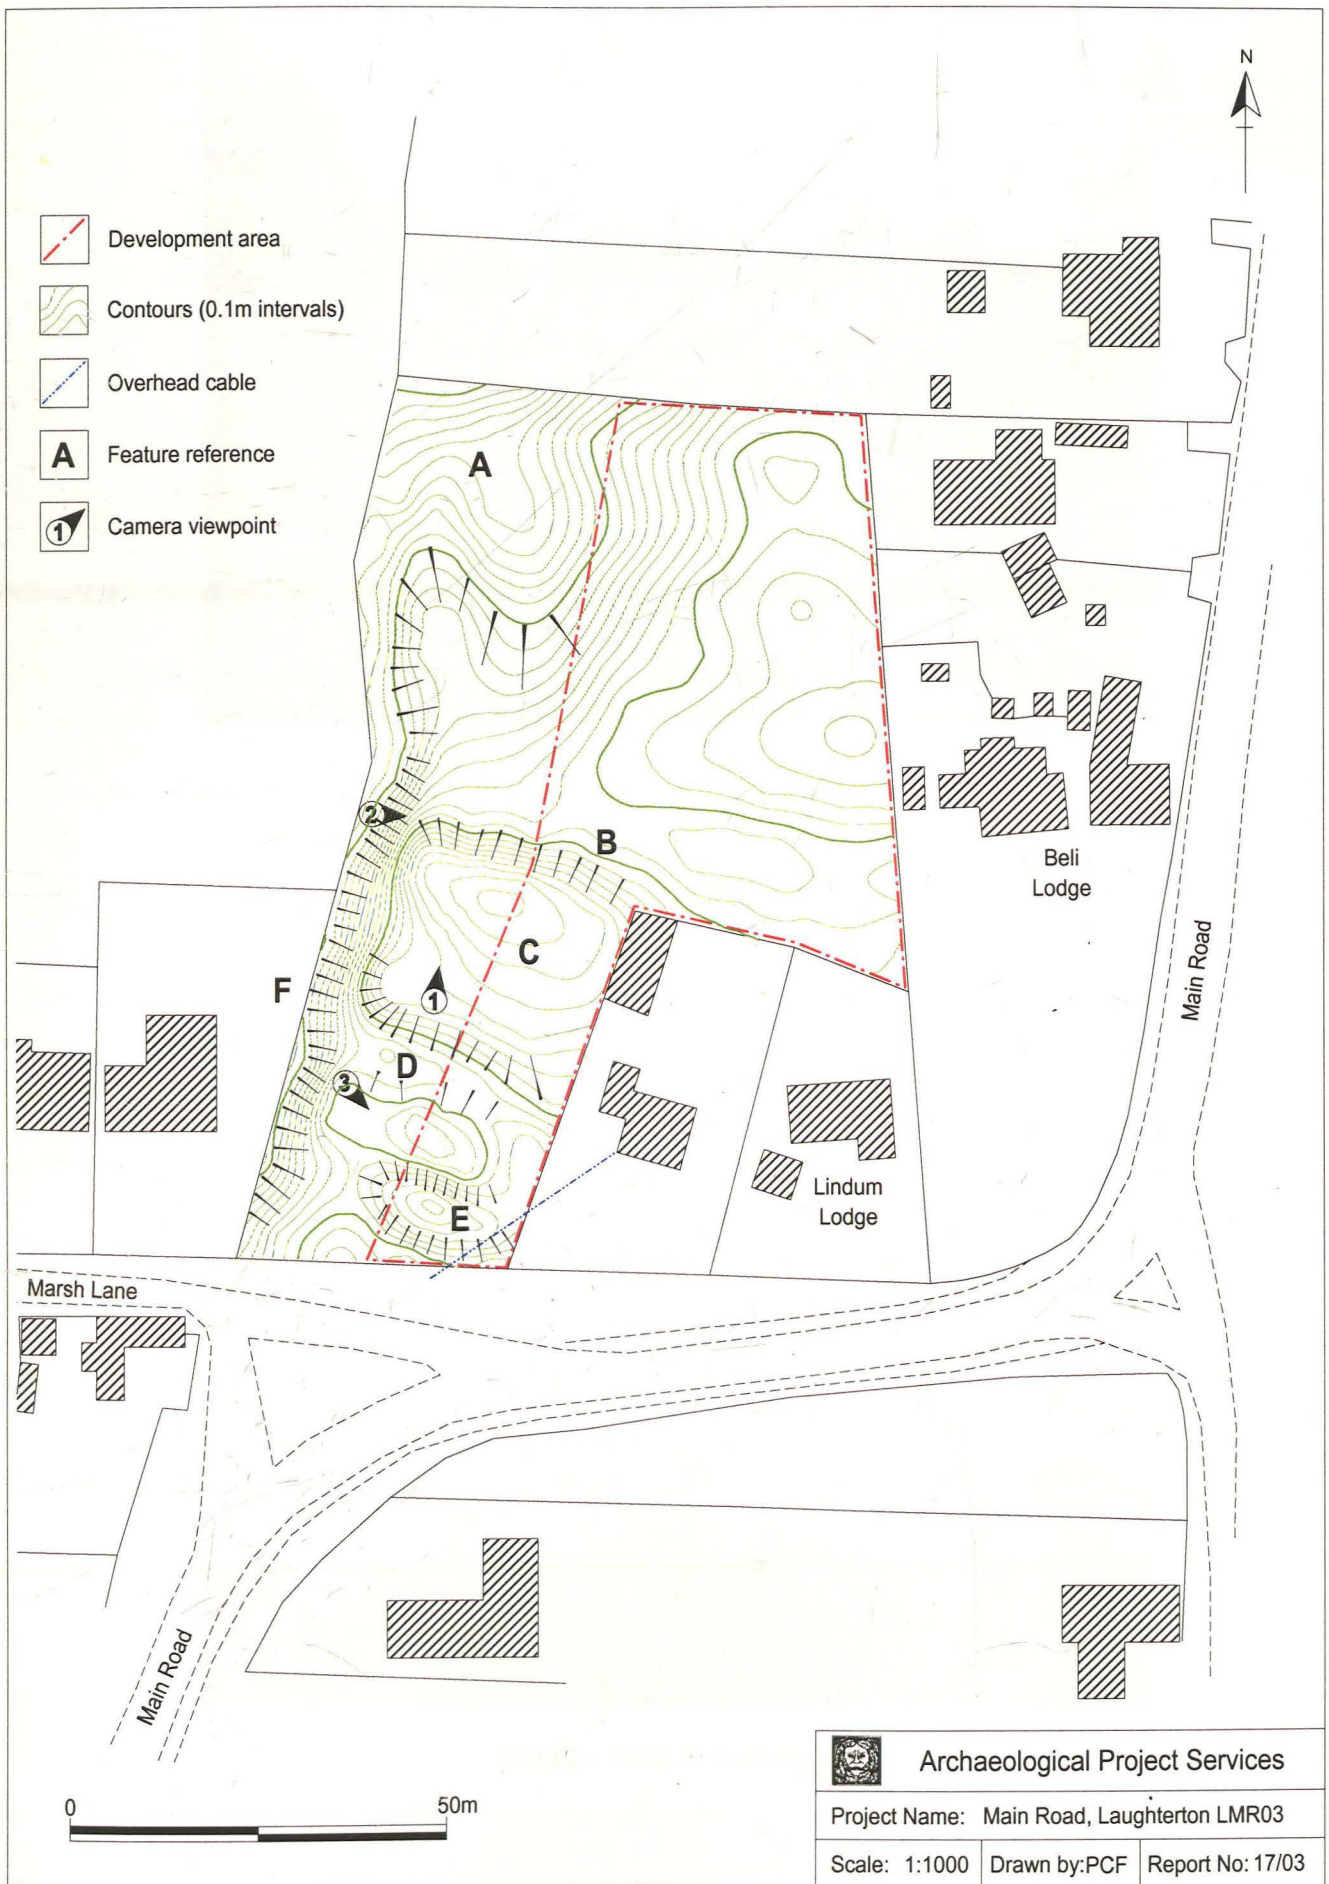 N
Development area
Contours (0.1m intervals)
Overhead cable
A Feature reference
1 Camera viewpoint
A
2
B
Beli
Lodge
C
F
1
Main Road
D
3
E
Lindum
Lodge
Marsh Lane
Main Road
0 50m
Archaeological Project Services
Project Name: Main Road, Laughterton LMR03
Scale: 1:1000 Drawn by:PCF Report No: 17/03